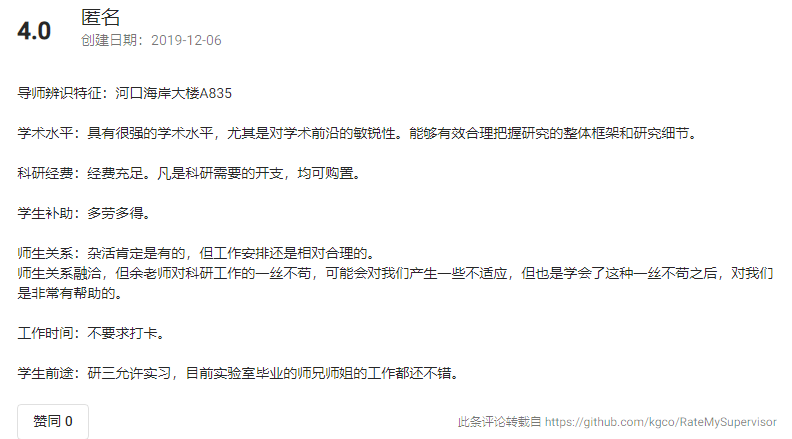 4.0
匿名
创建日期：2019-12-06
导师辨识特征：河口海岸大楼A835
学术水平：具有很强的学术水平，尤其是对学术前沿的敏锐性。能够有效合理把握研究的整体框架和研究细节。
科研经费：经费充足。凡是科研需要的开支，均可购置。
学生补助：多劳多得。
师生关系：杂活肯定是有的，但工作安排还是相对合理的。
师生关系融洽，但余老师对科研工作的一丝不苟，可能会对我们产生一些不适应，但也是学会了这种一丝不苟之后，对我们
是非常有帮助的。
工作时间：不要求打卡。
学生前途：研三允许实习，目前实验室毕业的师兄师姐的工作都还不错。
赞同 0
此条评论转载自 https://github.com/kgco/RateMySupervisor